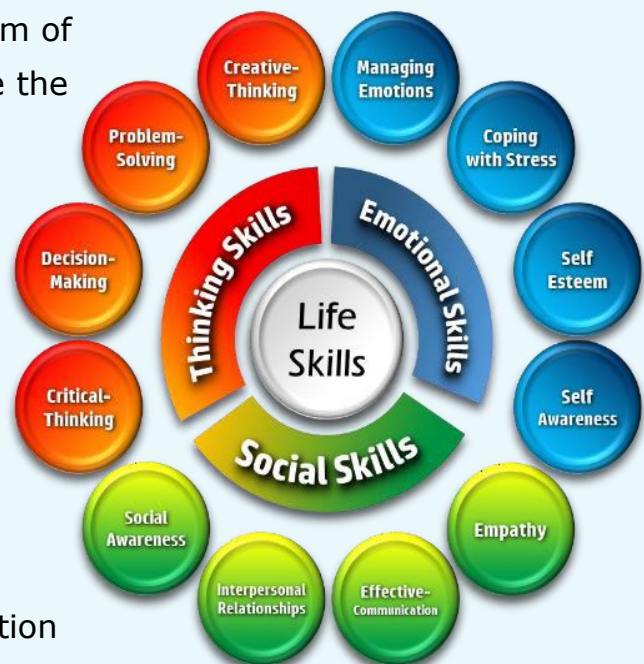 m of
e the
Creative-
Thinking
Managing
Emotions
Problem-
Solving
Coping
with Stress
Decision-
Making
Self
Esteem
Critical-
Thinking
Self
Awareness
Thinking Skills
Emotional Skills
Life
Skills
Social Skills
Social
Awareness
Empathy
Interpersonal
Relationships
Effective-
Communication
tion